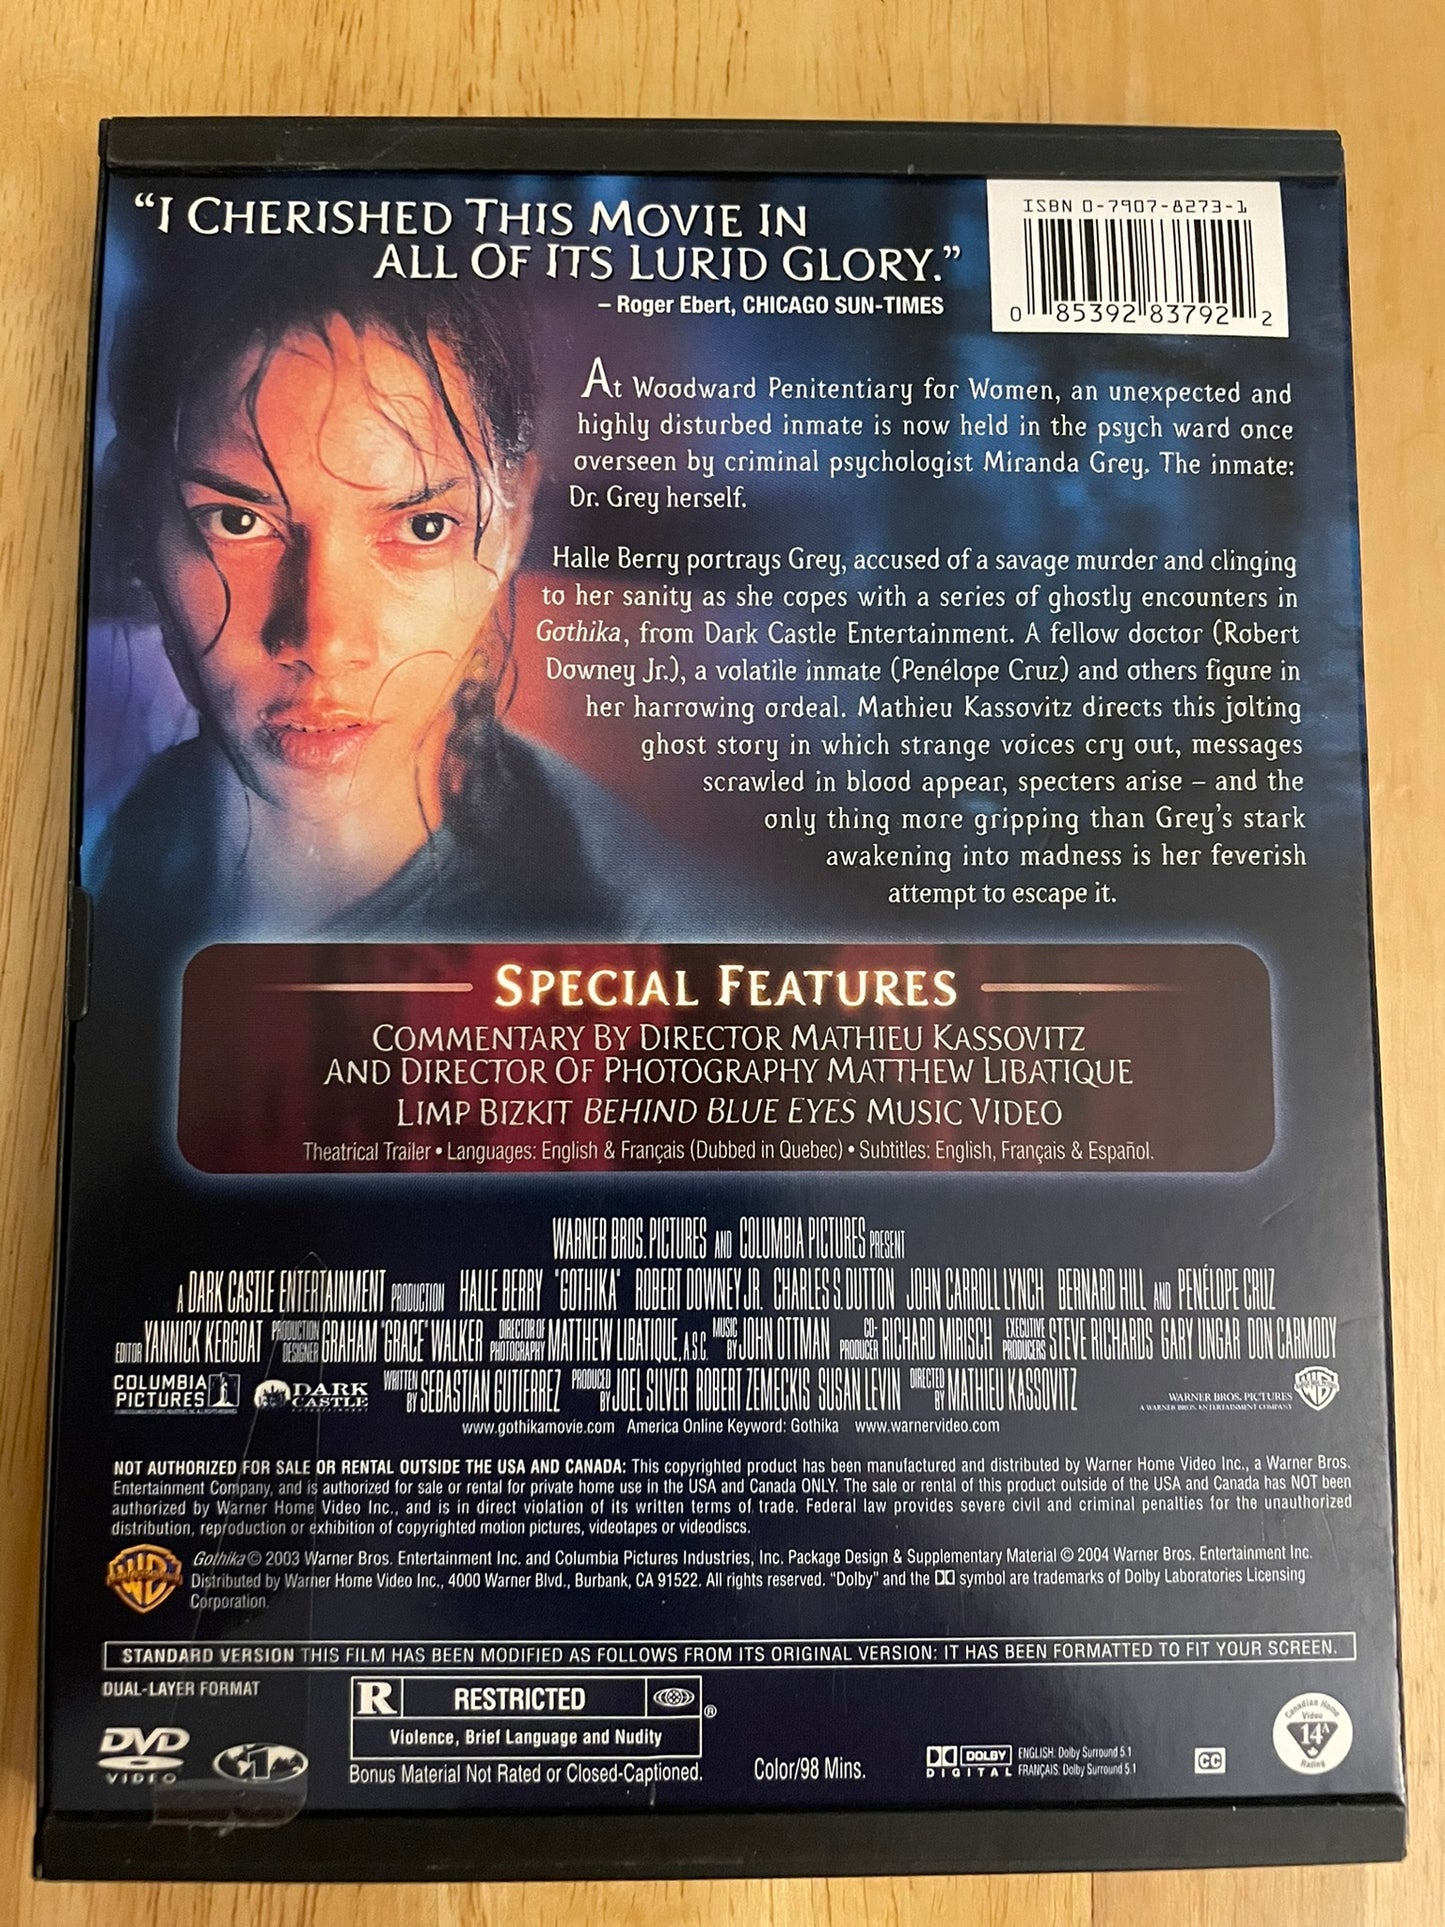 “I CHERISHED THIS MOVIE IN
ALL OF ITS LURID GLORY.”
– Roger Ebert, CHICAGO SUN-TIMES
ISBN 0-7907-8273-1
0 85392 83792 2
At Woodward Penitentiary for Women, an unexpected and
highly disturbed inmate is now held in the psych ward once
overseen by criminal psychologist Miranda Grey. The inmate:
Dr. Grey herself.
Halle Berry portrays Grey, accused of a savage murder and clinging
to her sanity as she copes with a series of ghostly encounters in
Gothika, from Dark Castle Entertainment. A fellow doctor (Robert
Downey Jr.), a volatile inmate (Penélope Cruz) and others figure in
her harrowing ordeal. Mathieu Kassovitz directs this jolting
ghost story in which strange voices cry out, messages
scrawled in blood appear, specters arise – and the
only thing more gripping than Grey’s stark
awakening into madness is her feverish
attempt to escape it.
SPECIAL FEATURES
COMMENTARY BY DIRECTOR MATHIEU KASSOVITZ
AND DIRECTOR OF PHOTOGRAPHY MATTHEW LIBATIQUE
LIMP BIZKIT BEHIND BLUE EYES MUSIC VIDEO
Theatrical Trailer • Languages: English & Français (Dubbed in Quebec) • Subtitles: English, Français & Español.
WARNER BROS. PICTURES AND COLUMBIA PICTURES PRESENT
A DARK CASTLE ENTERTAINMENT PRODUCTION HALLE BERRY "GOTHIKA" ROBERT DOWNEY JR. CHARLES S. DUTTON JOHN CARROLL LYNCH BERNARD HILL AND PENÉLOPE CRUZ
EDITOR YANNICK KERGOAT PRODUCTION DESIGNER GRAHAM "GRACE" WALKER DIRECTOR OF PHOTOGRAPHY MATTHEW LIBATIQUE, A.S.C. MUSIC BY JOHN OTTMAN CO-PRODUCER RICHARD MIRISCH EXECUTIVE PRODUCERS STEVE RICHARDS GARY UNGAR DON CARMODY
COLUMBIA PICTURES DARK CASTLE ENTERTAINMENT WRITTEN BY SEBASTIAN GUTIERREZ PRODUCED BY JOEL SILVER ROBERT ZEMECKIS SUSAN LEVIN DIRECTED BY MATHIEU KASSOVITZ
WARNER BROS. PICTURES
A WARNER BROS. ENTERTAINMENT COMPANY
www.gothikamovie.com America Online Keyword: Gothika www.warnervideo.com
NOT AUTHORIZED FOR SALE OR RENTAL OUTSIDE THE USA AND CANADA: This copyrighted product has been manufactured and distributed by Warner Home Video Inc., a Warner Bros.
Entertainment Company, and is authorized for sale or rental for private home use in the USA and Canada ONLY. The sale or rental of this product outside of the USA and Canada has NOT been
authorized by Warner Home Video Inc., and is in direct violation of its written terms of trade. Federal law provides severe civil and criminal penalties for the unauthorized
distribution, reproduction or exhibition of copyrighted motion pictures, videotapes or videodiscs.
Gothika © 2003 Warner Bros. Entertainment Inc. and Columbia Pictures Industries, Inc. Package Design & Supplementary Material © 2004 Warner Bros. Entertainment Inc.
Distributed by Warner Home Video Inc., 4000 Warner Blvd., Burbank, CA 91522. All rights reserved. “Dolby” and the symbol are trademarks of Dolby Laboratories Licensing
Corporation.
STANDARD VERSION THIS FILM HAS BEEN MODIFIED AS FOLLOWS FROM ITS ORIGINAL VERSION: IT HAS BEEN FORMATTED TO FIT YOUR SCREEN.
DUAL-LAYER FORMAT
DVD
VIDEO
1
R RESTRICTED ®
Violence, Brief Language and Nudity
Bonus Material Not Rated or Closed-Captioned.
Color/98 Mins.
DOLBY
DIGITAL
ENGLISH: Dolby Surround 5.1
FRANÇAIS: Dolby Surround 5.1
CC
Canadian Home
Video
14A
Rating